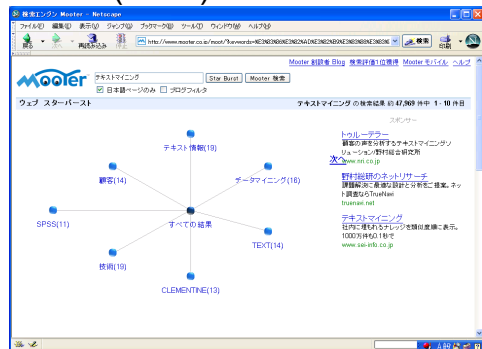 検索エンジン Mooter - Netscape
ファイル(F) 編集(E) 表示(V) ジャンプ(G) ブックマーク(B) ツール(T) ウィンドウ(W) ヘルプ(H)
戻る 進む 再読み込み 停止
検索 印刷
Mooter 創設者 Blog 検索評価1位獲得 Mooter モバイル ヘルプ
Mooter
テキストマイニング Star Burst Mooter 検索
日本語ページのみ ブログフィルタ
ウェブ スターバースト
テキストマイニング の検索結果 約 47,969 件中 1 - 10 件目
スポンサー
テキスト情報(19)
顧客(14)
データマイニング(16)
SPSS(11)
すべての結果
TEXT(14)
技術(19)
CLEMENTINE(13)
次へ
トゥルーテラー
顧客の声を分析するテキストマイニングソ
リューション/野村総合研究所
www.nri.co.jp
野村総研のネットリサーチ
課題解決に最適な設計と分析をご提案。ネッ
ト調査ならTrueNavi
truenavi.net
テキストマイニング
社内に埋もれるナレッジを類似度順に表示。
1000万件も0.1秒で
www.sei-info.co.jp